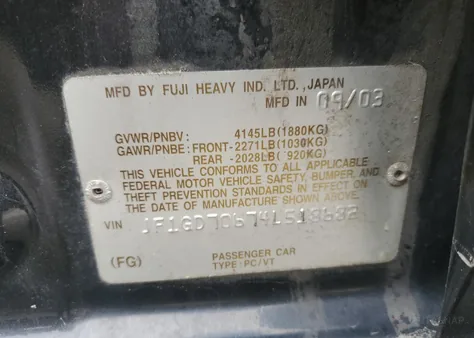 MFD BY FUJI HEAVY IND. LTD.,JAPAN
MFD IN 09/03
GVWR/PNBV: 4145LB(1880KG)
GAWR/PNBE:FRONT-2271LB(1030KG)
REAR -2028LB( 920KG)
THIS VEHICLE CONFORMS TO ALL APPLICABLE
FEDERAL MOTOR VEHICLE SAFETY, BUMPER, AND
THEFT PREVENTION STANDARDS IN EFFECT ON
THE DATE OF MANUFACTURE SHOWN ABOVE.
VIN
(FG)
PASSENGER CAR
TYPE:PC/VT